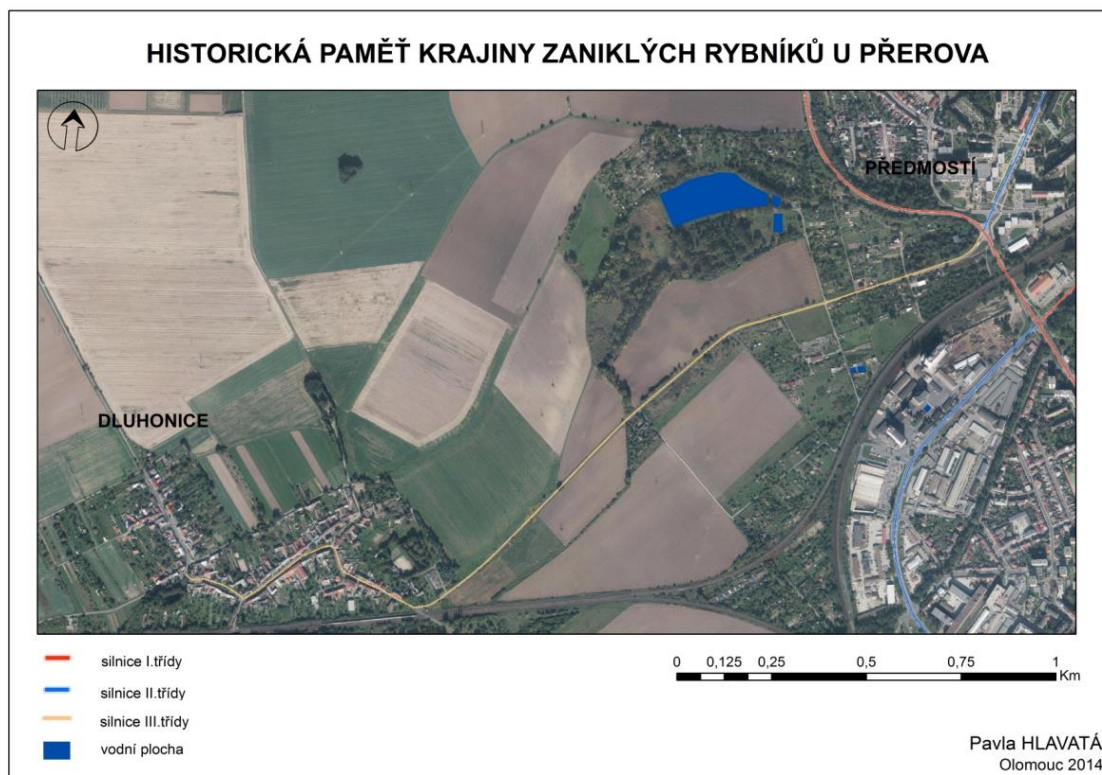 HISTORICKÁ PAMĚŤ KRAJINY ZANIKLÝCH RYBNÍKŮ U PŘEROVA
PŘEDMOSTÍ
DLUHONICE
silnice I.třídy
silnice II.třídy
silnice III.třídy
vodní plocha
0 0,125 0,25 0,5 0,75 1
Km
Pavla HLAVATÁ
Olomouc 2014